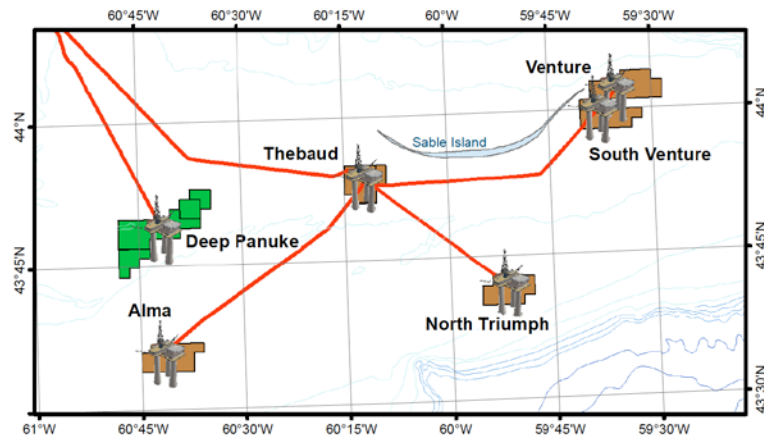 60°45'W 60°30'W 60°15'W 60°W 59°45'W 59°30'W
Venture
44°N
44°N
Sable Island
Thebaud
South Venture
Deep Panuke
43°45'N
43°45'N
Alma
North Triumph
43°30'N
61°W 60°45'W 60°30'W 60°15'W 60°W 59°45'W 59°30'W